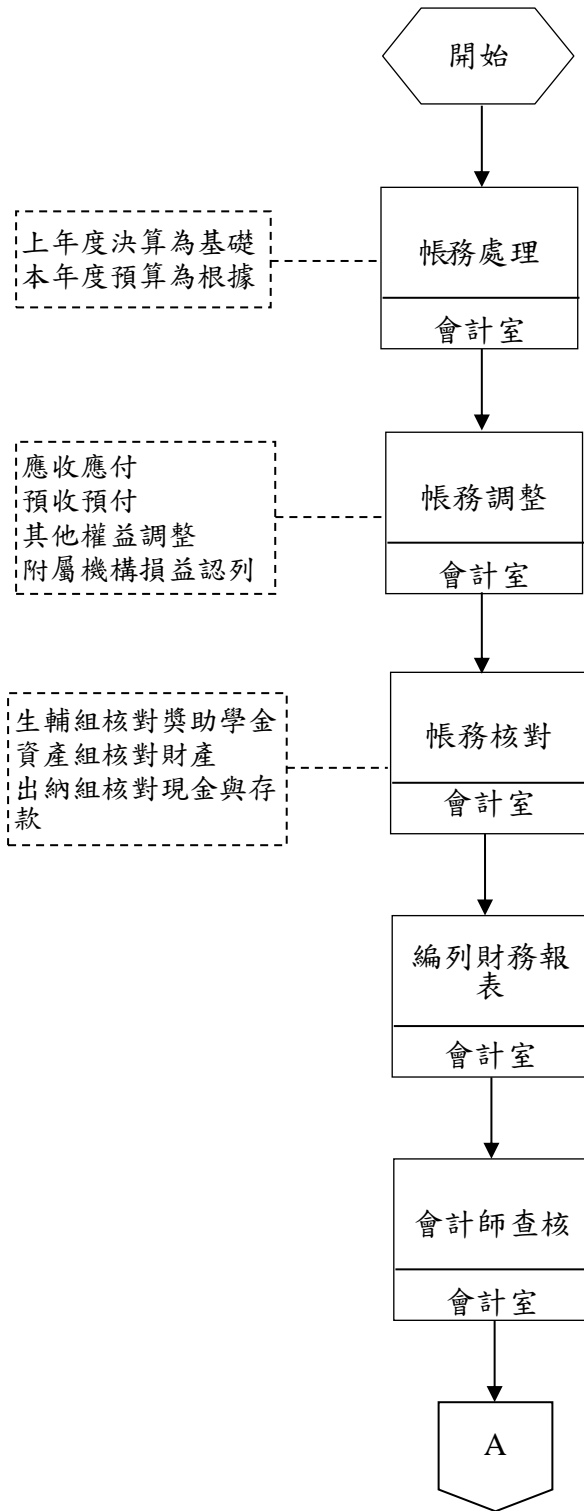 開始
上年度決算為基礎
本年度預算為根據
帳務處理
會計室
應收應付
預收預付
其他權益調整
附屬機構損益認列
帳務調整
會計室
生輔組核對獎助學金
資產組核對財產
出納組核對現金與存
款
帳務核對
會計室
編列財務報
表
會計室
會計師查核
會計室
A